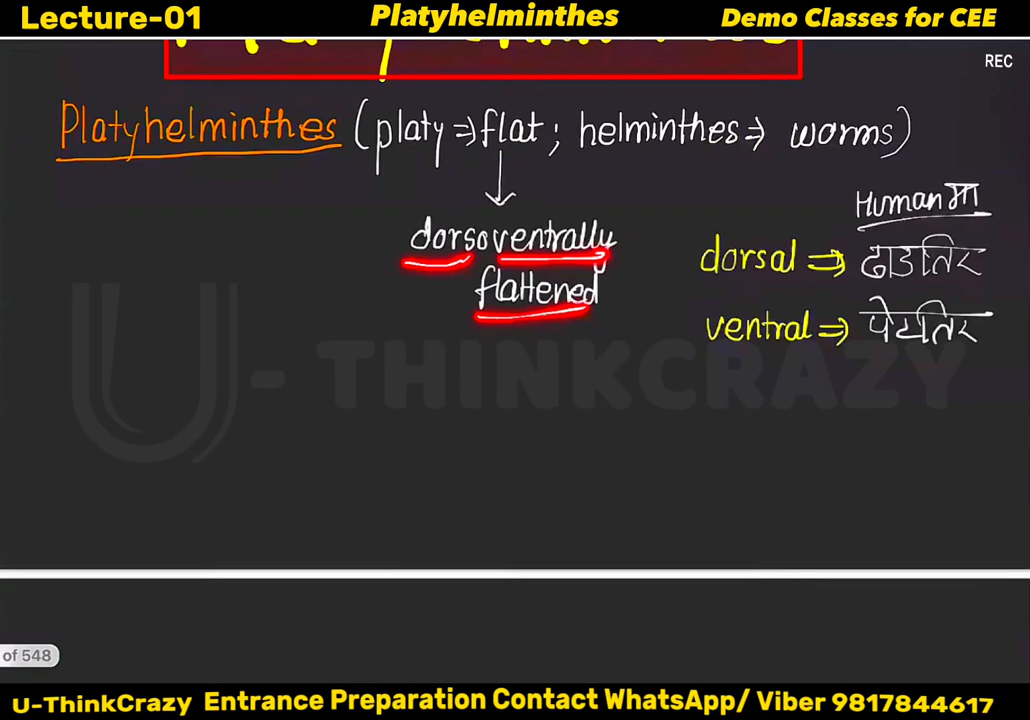 Lecture-01 Platyhelminthes Demo Classes for CEE
REC
Platyhelminthes (platy⇒flat; helminthes⇒ worms)
Human मा
dorsoventrally
flattened
dorsal ⇒ ढाडतिर
ventral ⇒ पेटतिर
U-THINKCRAZY
of 548
U-ThinkCrazy Entrance Preparation Contact WhatsApp/ Viber 9817844617